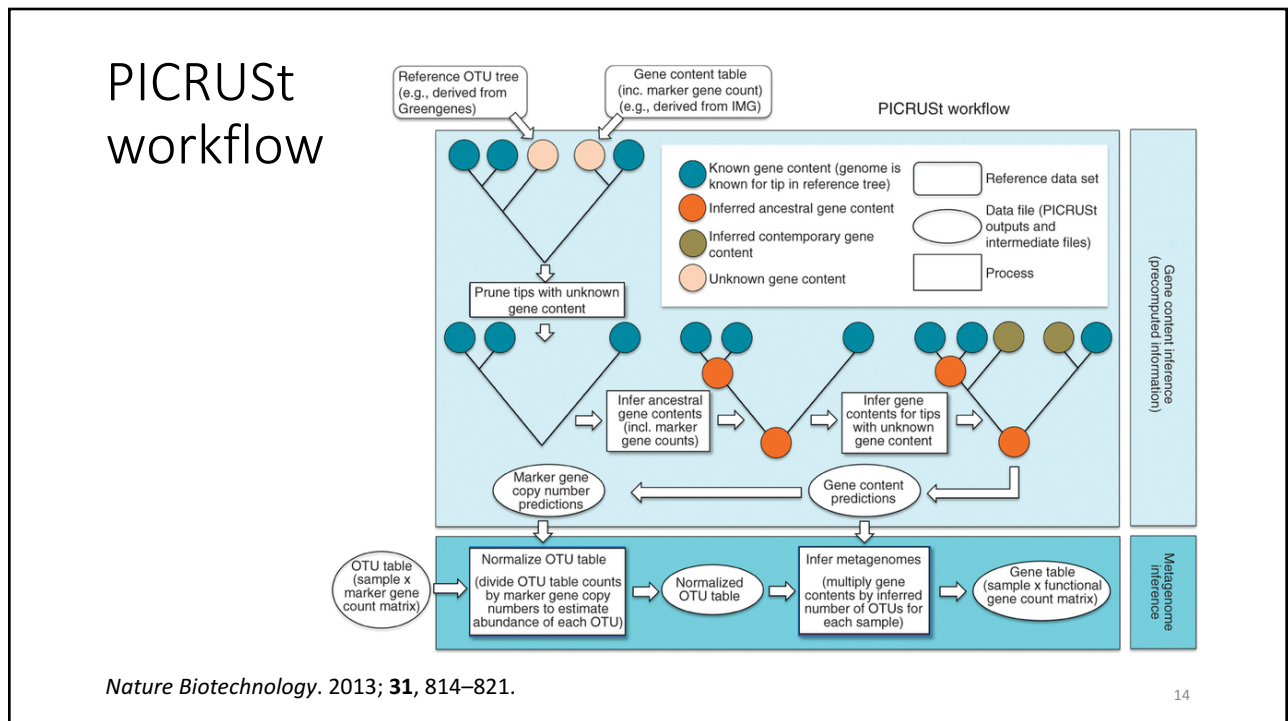 PICRUSt
workflow
Reference OTU tree
(e.g., derived from
Greengenes)
Gene content table
(inc. marker gene count)
(e.g., derived from IMG)
PICRUSt workflow
Known gene content (genome is
known for tip in reference tree)
Inferred ancestral gene content
Inferred contemporary gene
content
Unknown gene content
Reference data set
Data file (PICRUSt
outputs and
intermediate files)
Process
Prune tips with unknown
gene content
Infer ancestral
gene contents
(incl. marker
gene counts)
Infer gene
contents for tips
with unknown
gene content
Marker gene
copy number
predictions
Gene content
predictions
Gene content inference
(precomputed information)
OTU table
(sample x
marker gene
count matrix)
Normalize OTU table
(divide OTU table counts
by marker gene copy
numbers to estimate
abundance of each OTU)
Normalized
OTU table
Infer metagenomes
(multiply gene
contents by inferred
number of OTUs for
each sample)
Gene table
(sample x functional
gene count matrix)
Metagenome
inference
Nature Biotechnology. 2013; 31, 814–821.
14